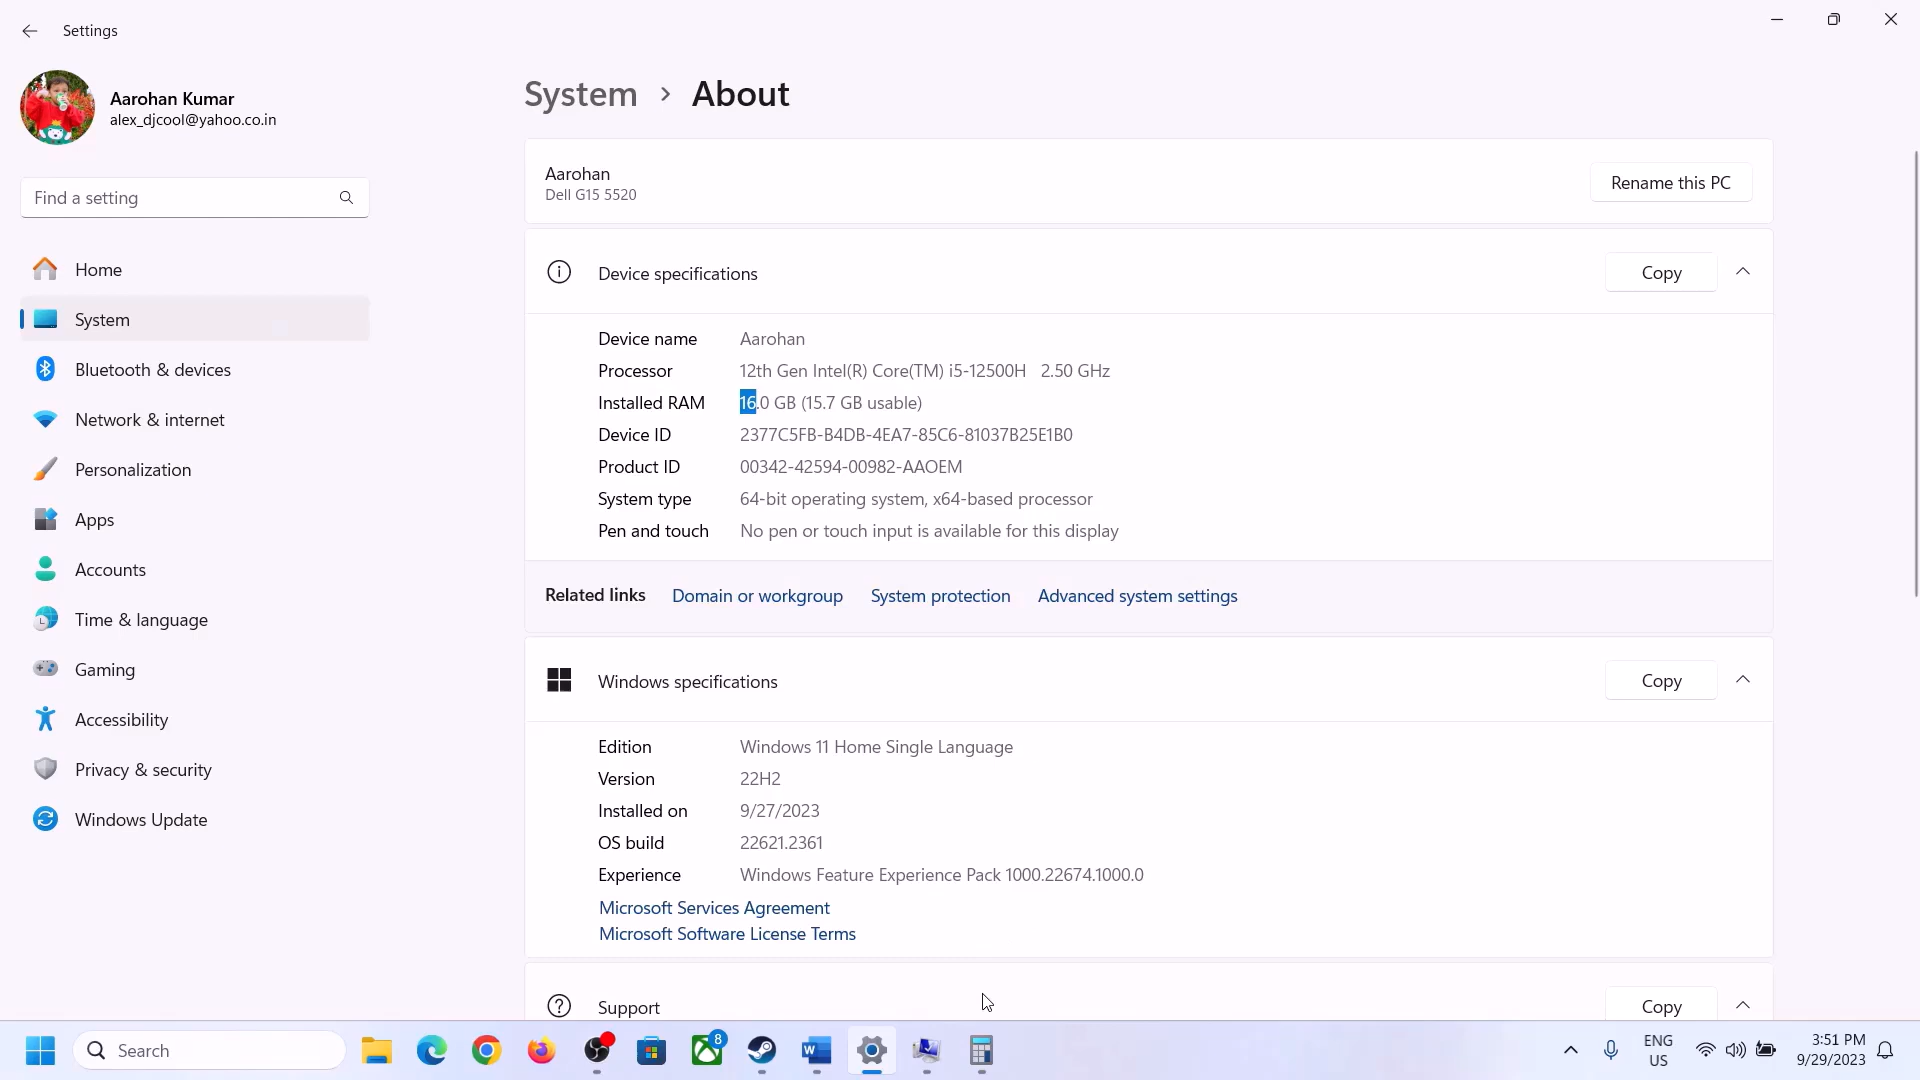 Settings
Aarohan Kumar
alex_djcool@yahoo.co.in
Find a setting
Home
System
Bluetooth & devices
Network & internet
Personalization
Apps
Accounts
Time & language
Gaming
Accessibility
Privacy & security
Windows Update
System > About
Aarohan
Dell G15 5520
Rename this PC
Device specifications
Copy
Device name Aarohan
Processor 12th Gen Intel(R) Core(TM) i5-12500H 2.50 GHz
Installed RAM 16.0 GB (15.7 GB usable)
Device ID 2377C5FB-B4DB-4EA7-85C6-81037B25E1B0
Product ID 00342-42594-00982-AAOEM
System type 64-bit operating system, x64-based processor
Pen and touch No pen or touch input is available for this display
Related links Domain or workgroup System protection Advanced system settings
Windows specifications
Copy
Edition Windows 11 Home Single Language
Version 22H2
Installed on 9/27/2023
OS build 22621.2361
Experience Windows Feature Experience Pack 1000.22674.1000.0
Microsoft Services Agreement
Microsoft Software License Terms
Support
Copy
Search
8
W
ENG
US
3:51 PM
9/29/2023